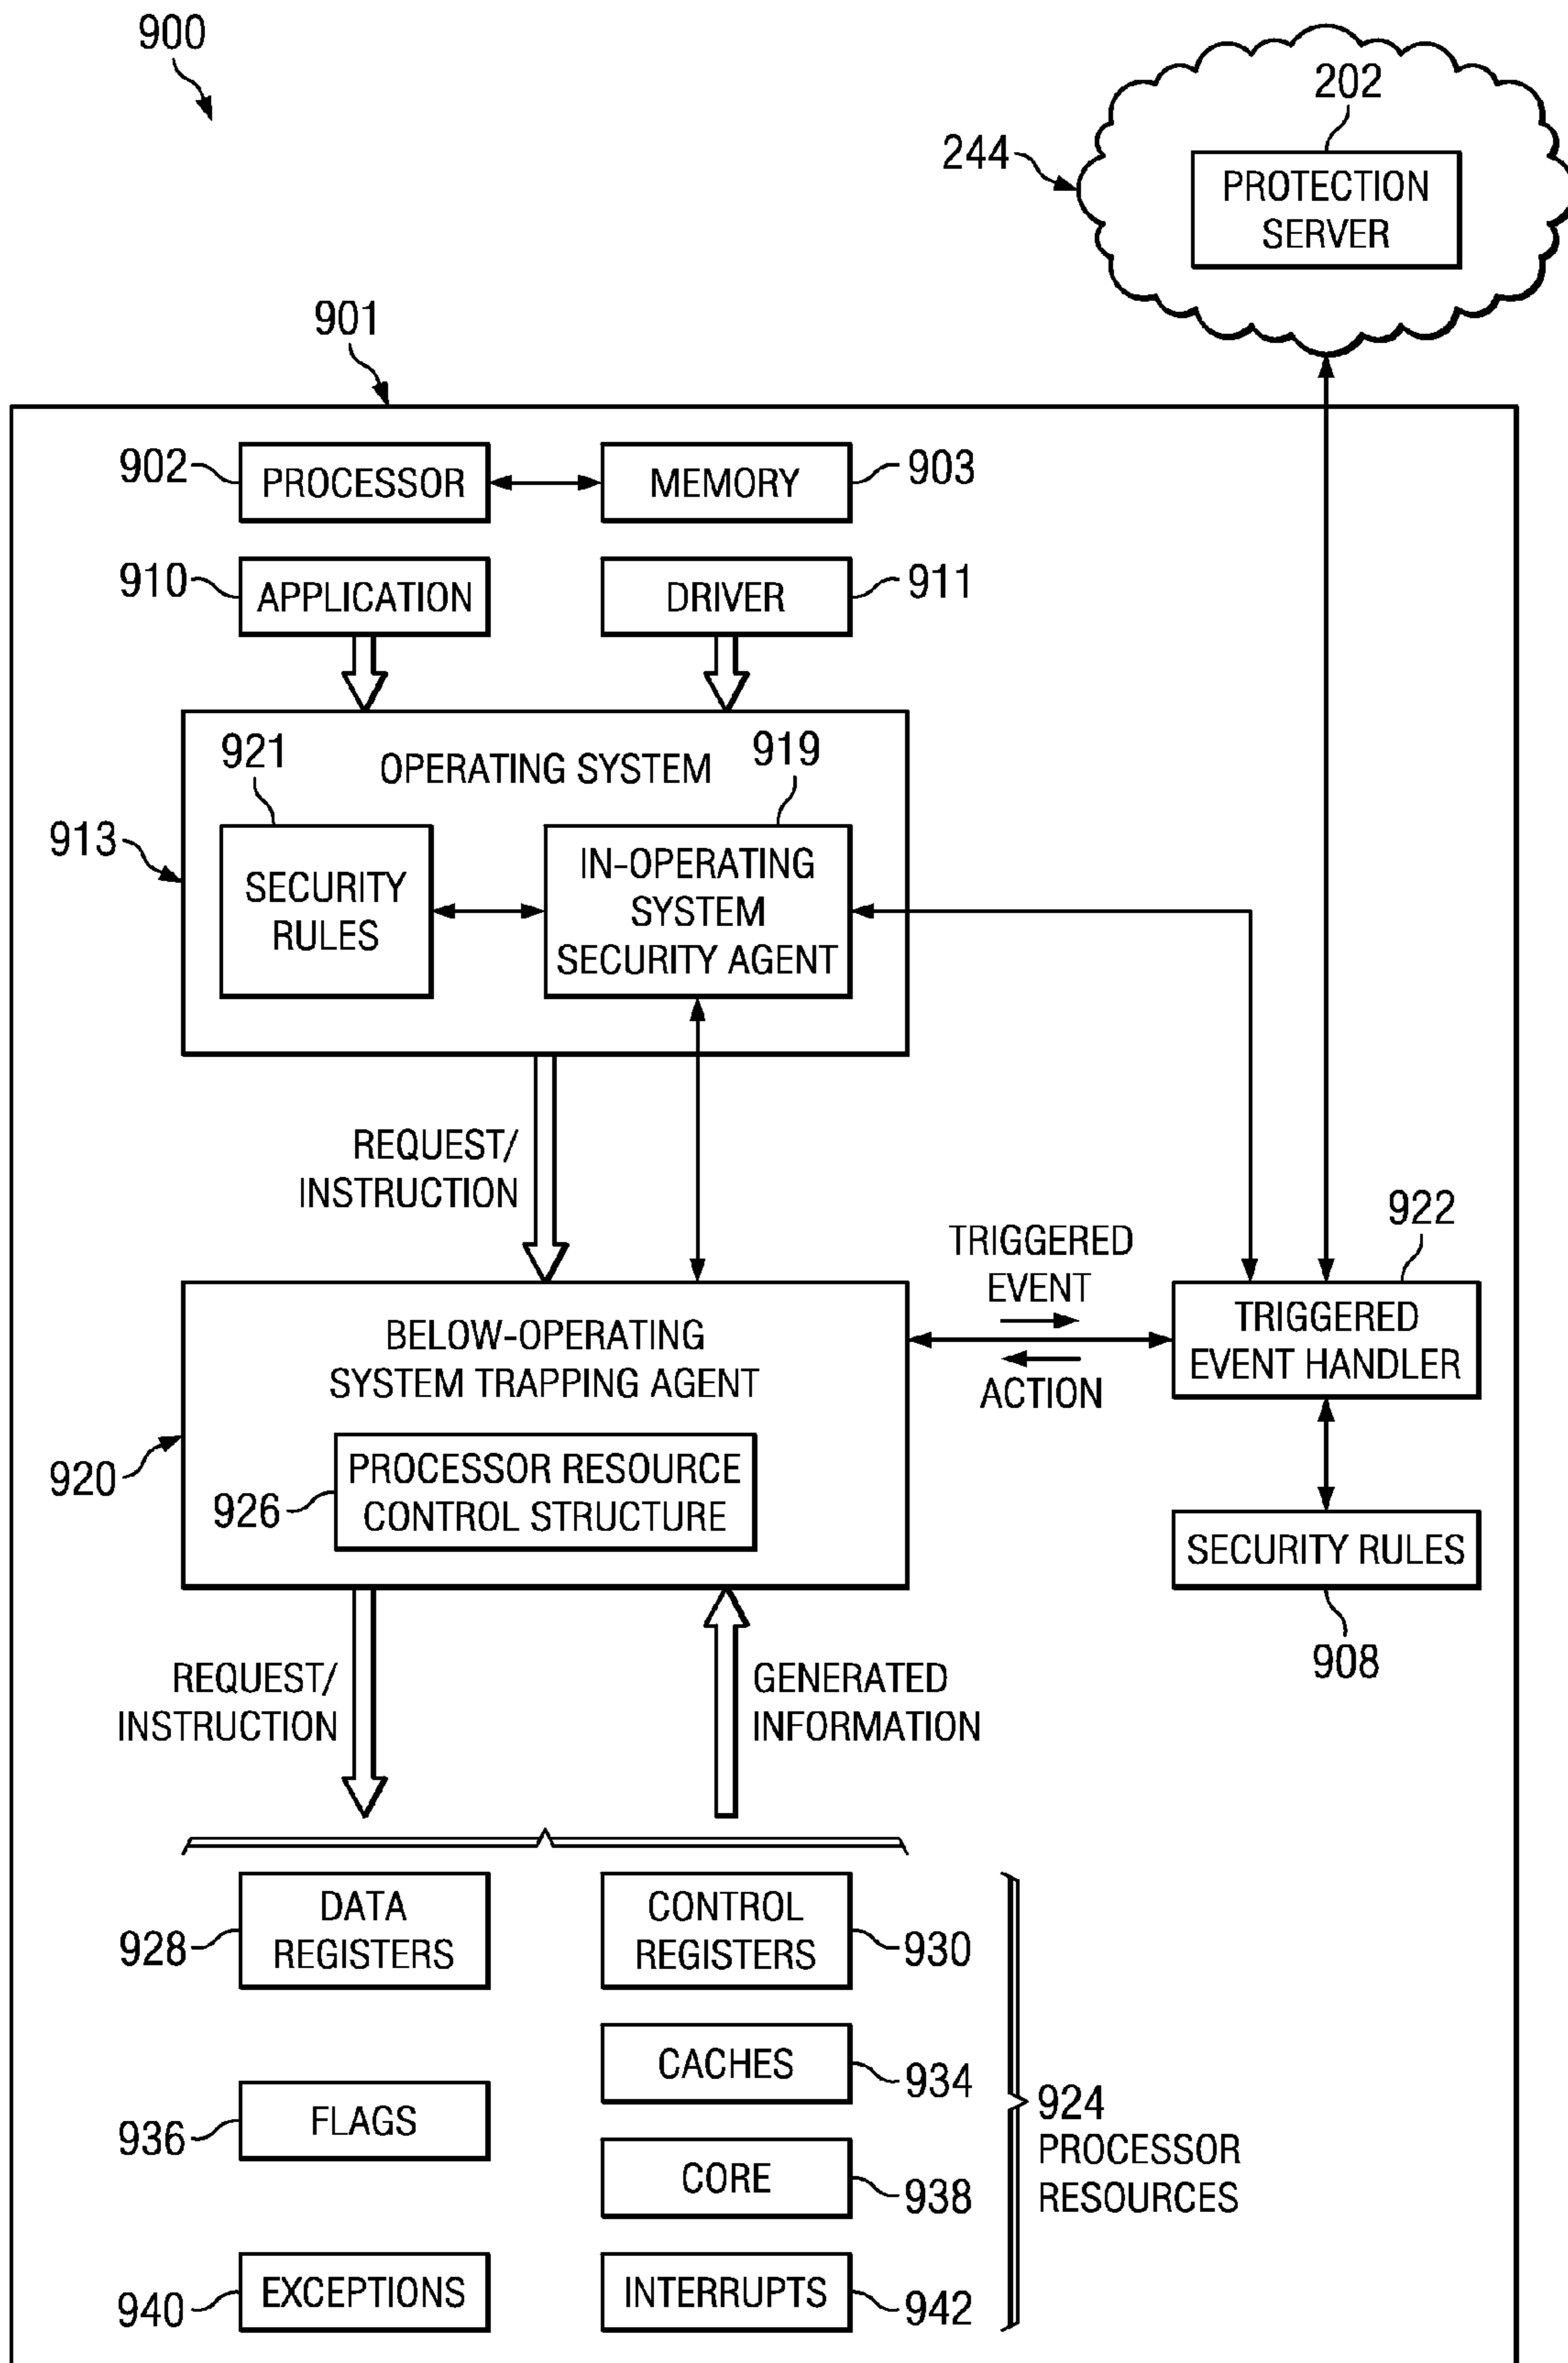 900
202
244
PROTECTION
SERVER
901
902
PROCESSOR
MEMORY
903
910
APPLICATION
DRIVER
911
921
OPERATING SYSTEM
919
913
SECURITY
RULES
IN-OPERATING
SYSTEM
SECURITY AGENT
REQUEST/
INSTRUCTION
TRIGGERED
EVENT
ACTION
922
TRIGGERED
EVENT HANDLER
BELOW-OPERATING
SYSTEM TRAPPING AGENT
920
926
PROCESSOR RESOURCE
CONTROL STRUCTURE
SECURITY RULES
908
REQUEST/
INSTRUCTION
GENERATED
INFORMATION
928
DATA
REGISTERS
CONTROL
REGISTERS
930
CACHES
934
936
FLAGS
924
PROCESSOR
RESOURCES
CORE
938
940
EXCEPTIONS
INTERRUPTS
942